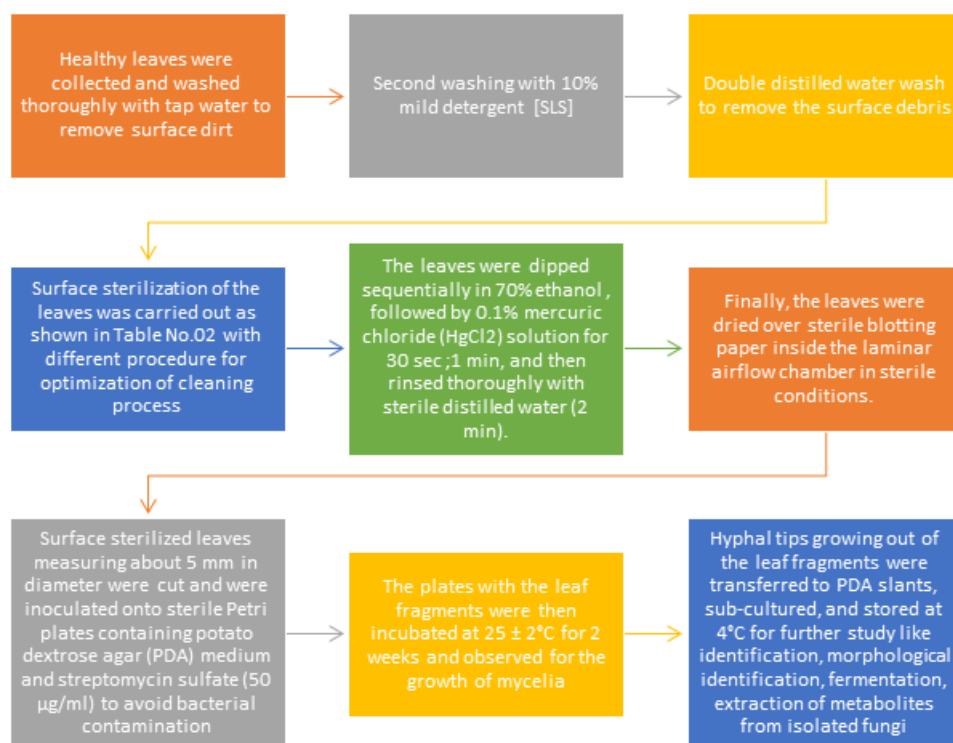 Healthy leaves were
collected and washed
thoroughly with tap water to
remove surface dirt
Second washing with 10%
mild detergent [SLS]
Double distilled water wash
to remove the surface debris
Surface sterilization of the
leaves was carried out as
shown in Table No.02 with
different procedure for
optimization of cleaning
process
The leaves were dipped
sequentially in 70% ethanol ,
followed by 0.1% mercuric
chloride (HgCl2) solution for
30 sec ;1 min, and then
rinsed thoroughly with
sterile distilled water (2
min).
Finally, the leaves were
dried over sterile blotting
paper inside the laminar
airflow chamber in sterile
conditions.
Surface sterilized leaves
measuring about 5 mm in
diameter were cut and were
inoculated onto sterile Petri
plates containing potato
dextrose agar (PDA) medium
and streptomycin sulfate (50
µg/ml) to avoid bacterial
contamination
The plates with the leaf
fragments were then
incubated at 25 ± 2°C for 2
weeks and observed for the
growth of mycelia
Hyphal tips growing out of
the leaf fragments were
transferred to PDA slants,
sub-cultured, and stored at
4°C for further study like
identification, morphological
identification, fermentation,
extraction of metabolites
from isolated fungi